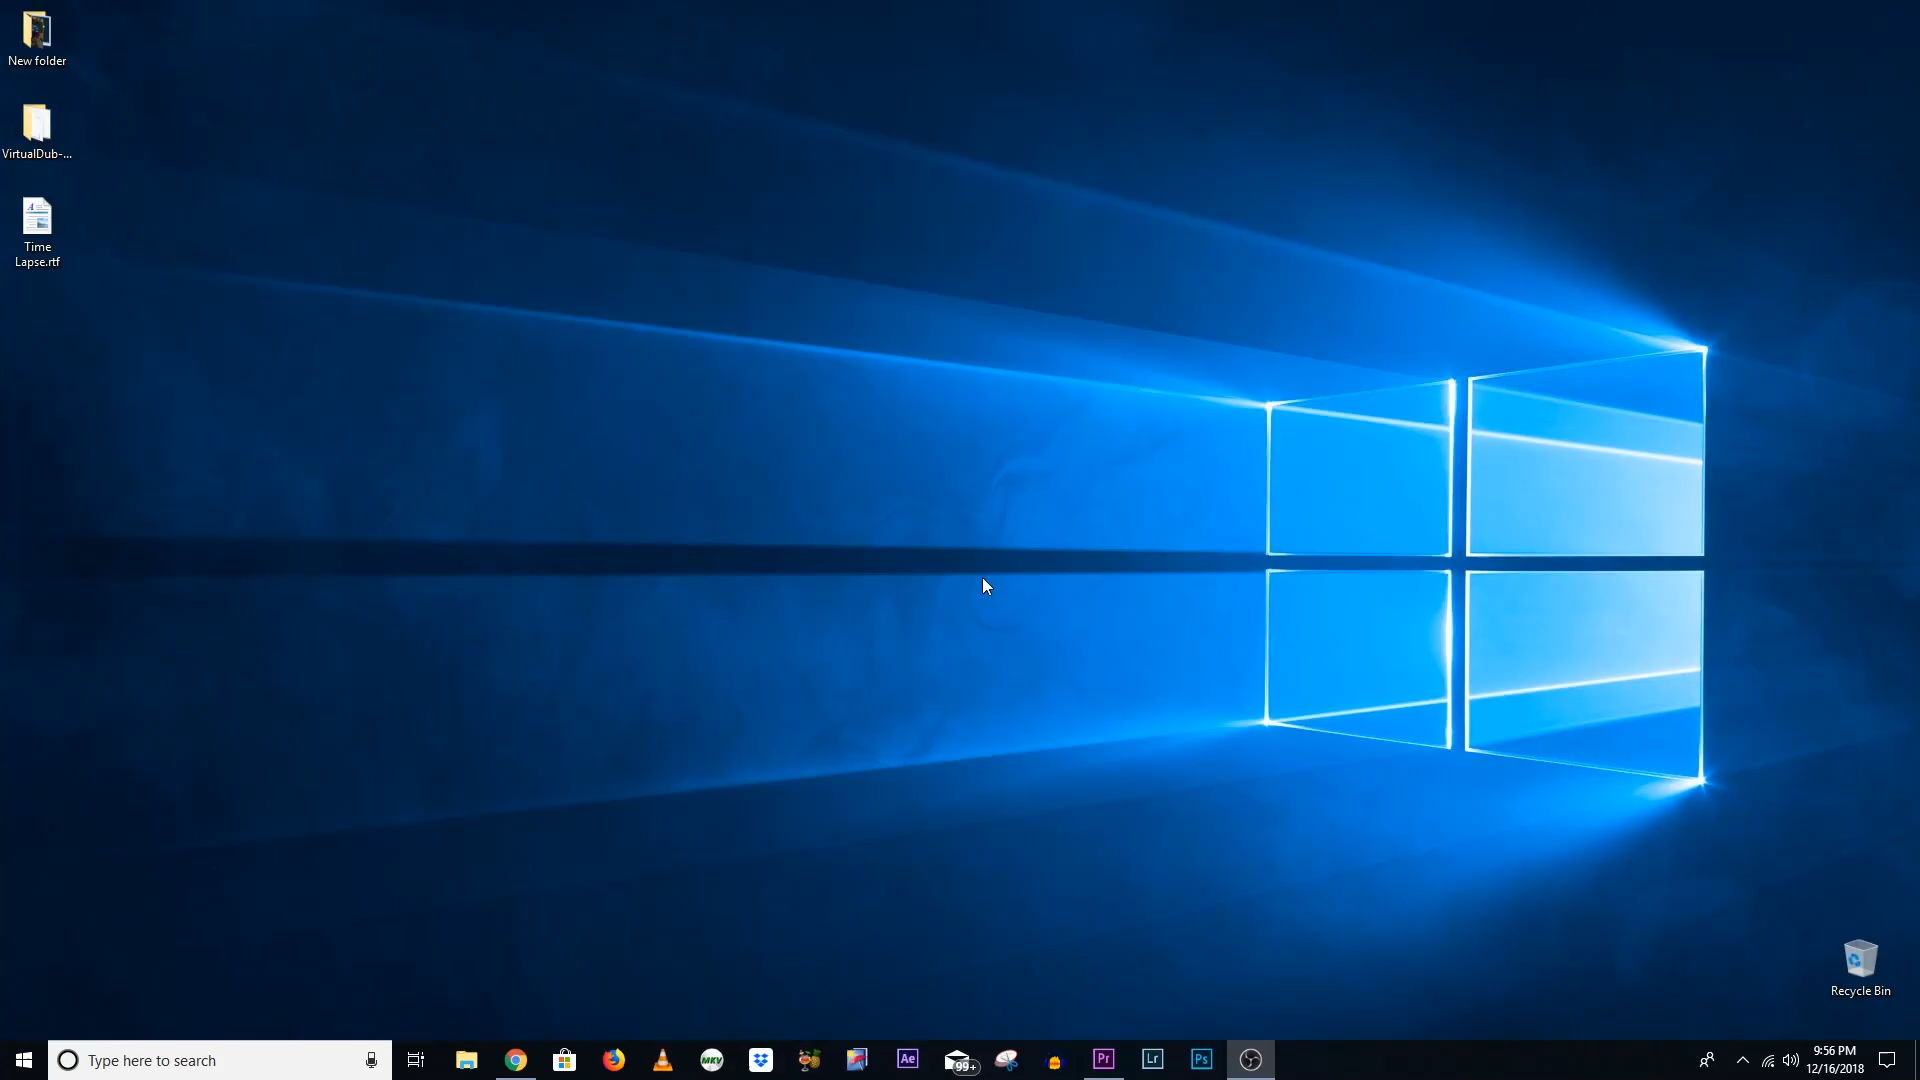 New folder
VirtualDub-...
Time
Lapse.rtf
Recycle Bin
Type here to search
MKV
Ae
99+
Pr
Lr
Ps
9:56 PM
12/16/2018